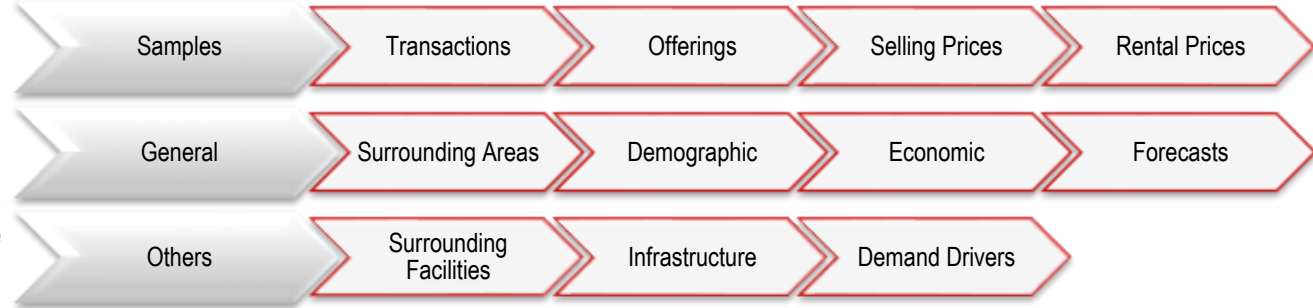 Samples
Transactions
Offerings
Selling Prices
Rental Prices
General
Surrounding Areas
Demographic
Economic
Forecasts
Others
Surrounding
Facilities
Infrastructure
Demand Drivers